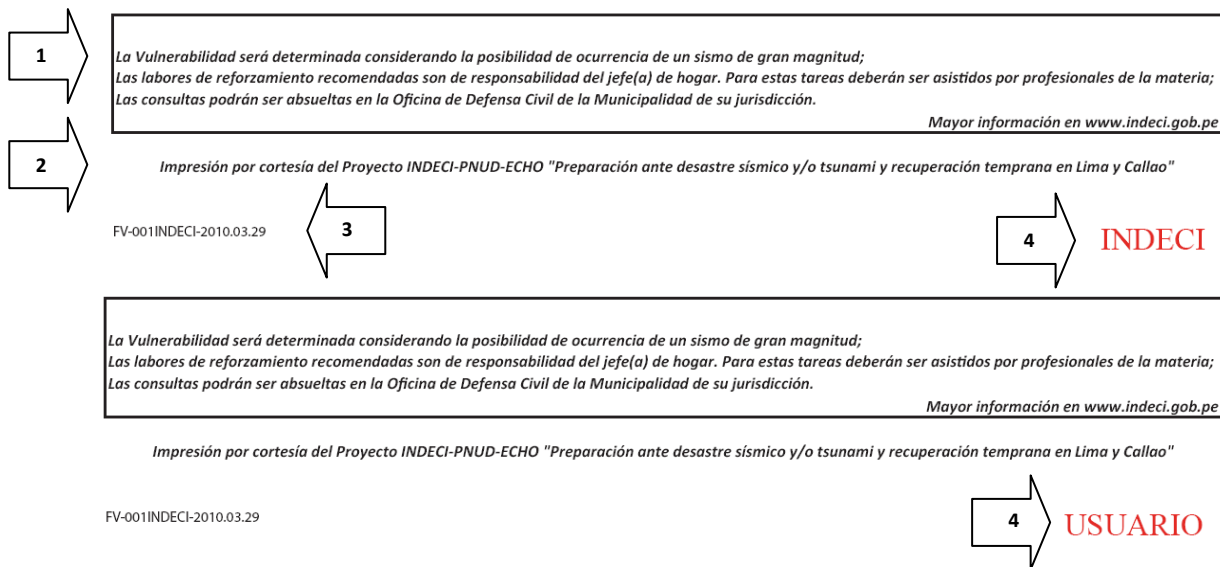 1
La Vulnerabilidad será determinada considerando la posibilidad de ocurrencia de un sismo de gran magnitud;
Las labores de reforzamiento recomendadas son de responsabilidad del jefe(a) de hogar. Para estas tareas deberán ser asistidos por profesionales de la materia;
Las consultas podrán ser absueltas en la Oficina de Defensa Civil de la Municipalidad de su jurisdicción.
Mayor información en www.indeci.gob.pe
2
Impresión por cortesía del Proyecto INDECI-PNUD-ECHO "Preparación ante desastre sísmico y/o tsunami y recuperación temprana en Lima y Callao"
FV-001INDECI-2010.03.29
3
4
INDECI
La Vulnerabilidad será determinada considerando la posibilidad de ocurrencia de un sismo de gran magnitud;
Las labores de reforzamiento recomendadas son de responsabilidad del jefe(a) de hogar. Para estas tareas deberán ser asistidos por profesionales de la materia;
Las consultas podrán ser absueltas en la Oficina de Defensa Civil de la Municipalidad de su jurisdicción.
Mayor información en www.indeci.gob.pe
Impresión por cortesía del Proyecto INDECI-PNUD-ECHO "Preparación ante desastre sísmico y/o tsunami y recuperación temprana en Lima y Callao"
FV-001INDECI-2010.03.29
4
USUARIO